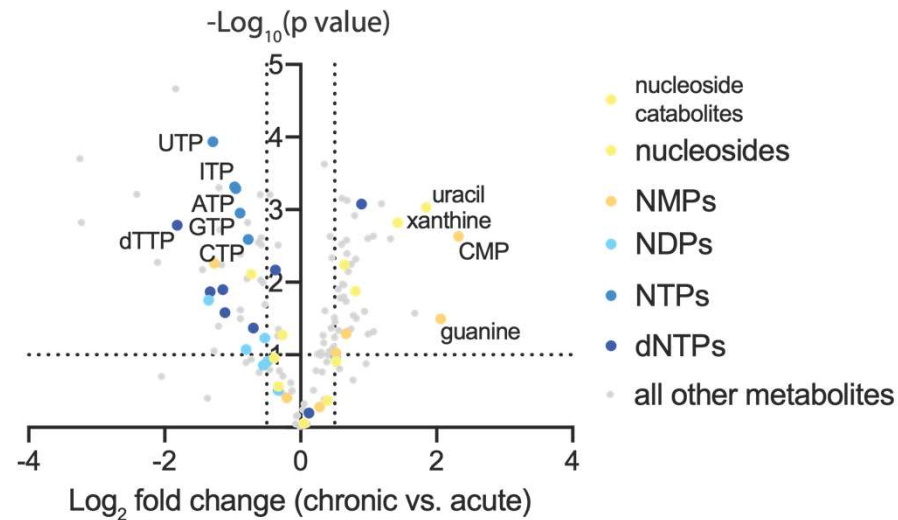 -Log10(p value)
5
4
3
2
1
UTP
ITP
ATP
GTP
dTTP
CTP
uracil
xanthine
CMP
guanine
-4
-2
0
2
4
Log2 fold change (chronic vs. acute)
nucleoside
catabolites
nucleosides
NMPs
NDPs
NTPs
dNTPs
all other metabolites